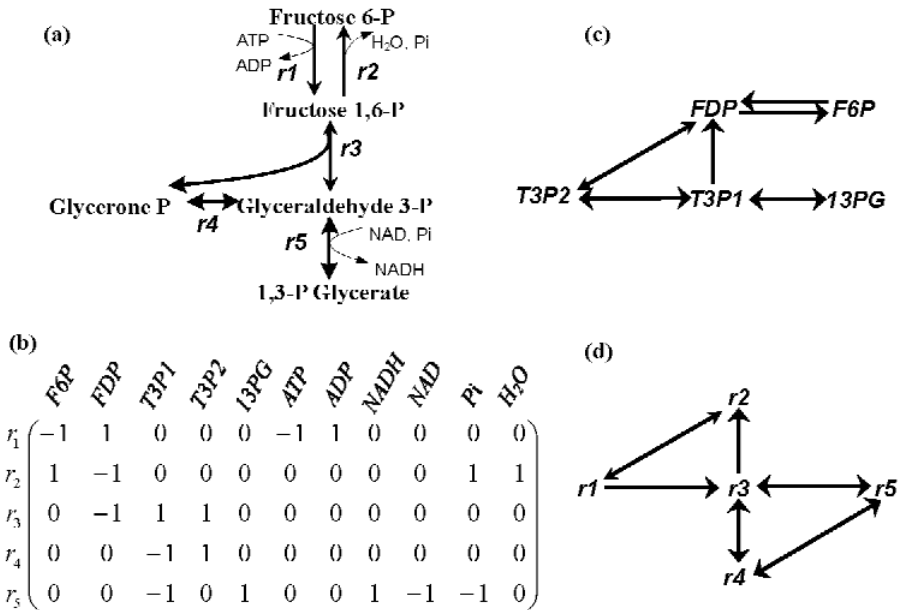 (a)
Fructose 6-P
ATP
ADP
r1
r2
H2O, Pi
Fructose 1,6-P
r3
Glycerone P
r4
Glyceraldehyde 3-P
r5
NAD, Pi
NADH
1,3-P Glycerate
(c)
FDP
F6P
T3P2
T3P1
13PG
(b)
F6P FDP T3P1 T3P2 13PG ATP ADP NADH NAD Pi H2O
r1 -1 1 0 0 0 -1 1 0 0 0 0
r2 1 -1 0 0 0 0 0 0 0 1 1
r3 0 -1 1 1 0 0 0 0 0 0 0
r4 0 0 -1 1 0 0 0 0 0 0 0
r5 0 0 -1 0 1 0 0 1 -1 -1 0
(d)
r2
r1
r3
r5
r4